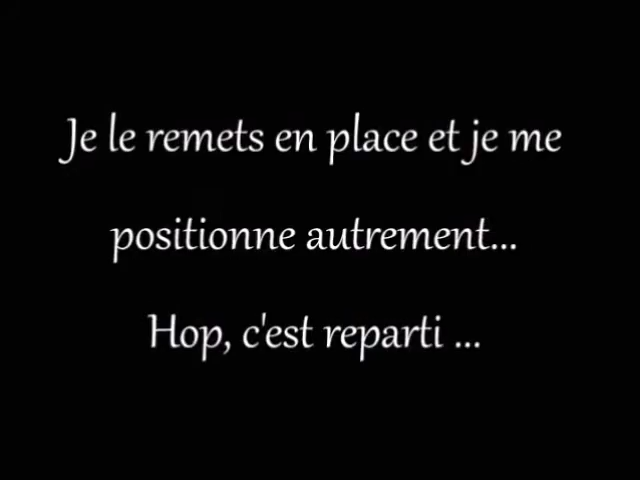 Je le remets en place et je me
positionne autrement...
Hop, c'est reparti ...